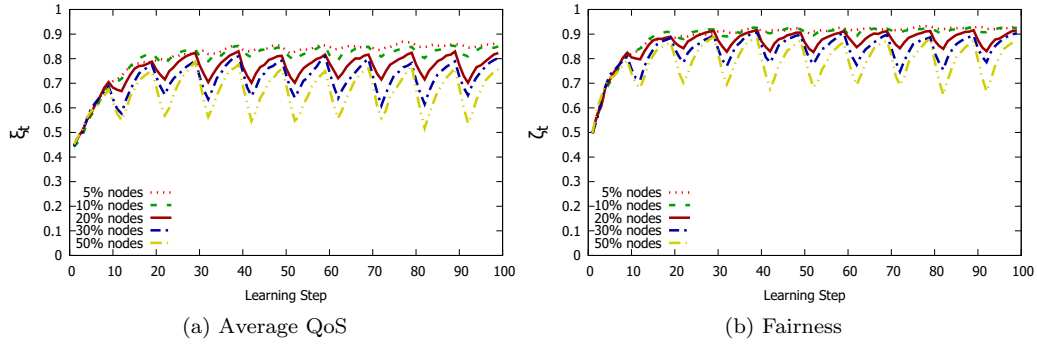 1
0.9
0.8
0.7
0.6
0.5
0.4
0.3
0.2
0.1
0
ξt
5% nodes
10% nodes
20% nodes
30% nodes
50% nodes
0 10 20 30 40 50 60 70 80 90 100
Learning Step
(a) Average QoS
1
0.9
0.8
0.7
0.6
0.5
0.4
0.3
0.2
0.1
0
ζt
5% nodes
10% nodes
20% nodes
30% nodes
50% nodes
0 10 20 30 40 50 60 70 80 90 100
Learning Step
(b) Fairness